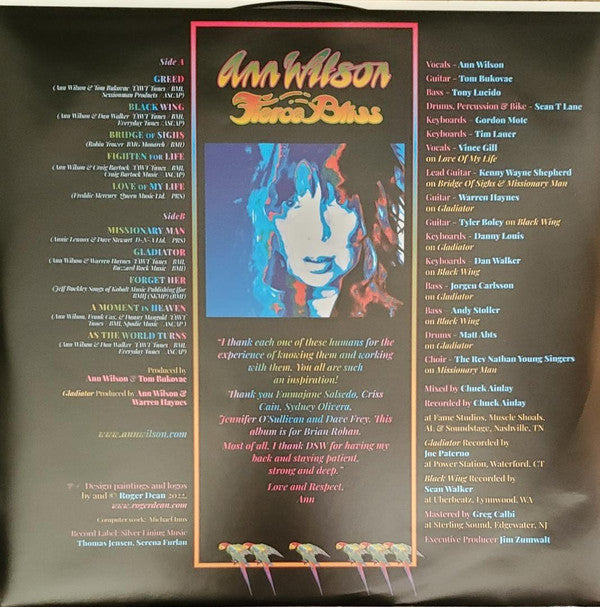 Side A
GREED
(Ann Wilson & Tom Bukovac TAWT Tunes BMI,
Sessionman Products ASCAP)
BLACK WING
(Ann Wilson & Dan Walker TAWT Tunes BMI,
Everyday Tunes ASCAP)
BRIDGE OF SIGHS
(Robin Trower BMG Monarch BMI)
FIGHTEN FOR LIFE
(Ann Wilson & Craig Bartock TAWT Tunes BMI,
Craig Bartock Music ASCAP)
LOVE OF MY LIFE
(Freddie Mercury Queen Music Ltd. PRS)
Side B
MISSIONARY MAN
(Annie Lennox & Dave Stewart D-N-A Ltd. PRS)
GLADIATOR
(Ann Wilson & Warren Haynes TAWT Tunes BMI,
Buzzard Rock Music BMI)
FORGET HER
(Jeff Buckley Songs of Kobalt Music Publishing
BMI)
A MOMENT IN HEAVEN
(Ann Wilson, Frank Cox, & Daner Mangold TAWT
Tunes BMI, Spodie Music ASCAP)
AS THE WORLD TURNS
(Ann Wilson & Dan Walker TAWT Tunes BMI,
Everyday Tunes ASCAP)
Produced by
Ann Wilson & Tom Bukovac
Gladiator Produced by Ann Wilson &
Warren Haynes
www.annwilson.com
Design paintings and logos
by and © Roger Dean 2022.
www.rogerdean.com
Computer work: Michael Inns
Record Label: Silver Lining Music
Thomas Jensen, Serena Furlan
Ann Wilson
Fierce Bliss
"I thank each one of these humans for the
experience of knowing them and working
with them. You all are such
an inspiration!
Thank you Emmajane Salsedo, Criss
Cain, Sydney Olivera,
Jennifer O'Sullivan and Dave Frey. This
album is for Brian Rohan.
Most of all, I thank DSW for having my
back and staying patient,
strong and deep."
Love and Respect,
Ann
Vocals - Ann Wilson
Guitar - Tom Bukovac
Bass - Tony Lucido
Drums, Percussion & Bike - Sean T Lane
Keyboards - Gordon Mote
Keyboards - Tim Lauer
Vocals - Vince Gill
on Love Of My Life
Lead Guitar - Kenny Wayne Shepherd
on Bridge Of Sighs & Missionary Man
Guitar - Warren Haynes
on Gladiator
Guitar - Tyler Boley on Black Wing
Keyboards - Danny Louis
on Gladiator
Keyboards - Dan Walker
on Black Wing
Bass - Jorgen Carlsson
on Gladiator
Bass - Andy Stoller
on Black Wing
Drums - Matt Abts
on Gladiator
Choir - The Rev Nathan Young Singers
on Missionary Man
Mixed by Chuck Ainlay
Recorded by Chuck Ainlay
at Fame Studios, Muscle Shoals,
AL & Soundstage, Nashville, TN
Gladiator Recorded by
Joe Paterno
at Power Station, Waterford, CT
Black Wing Recorded by
Sean Walker
at Uberbeatz, Lynnwood, WA
Mastered by Greg Calbi
at Sterling Sound, Edgewater, NJ
Executive Producer Jim Zumwalt